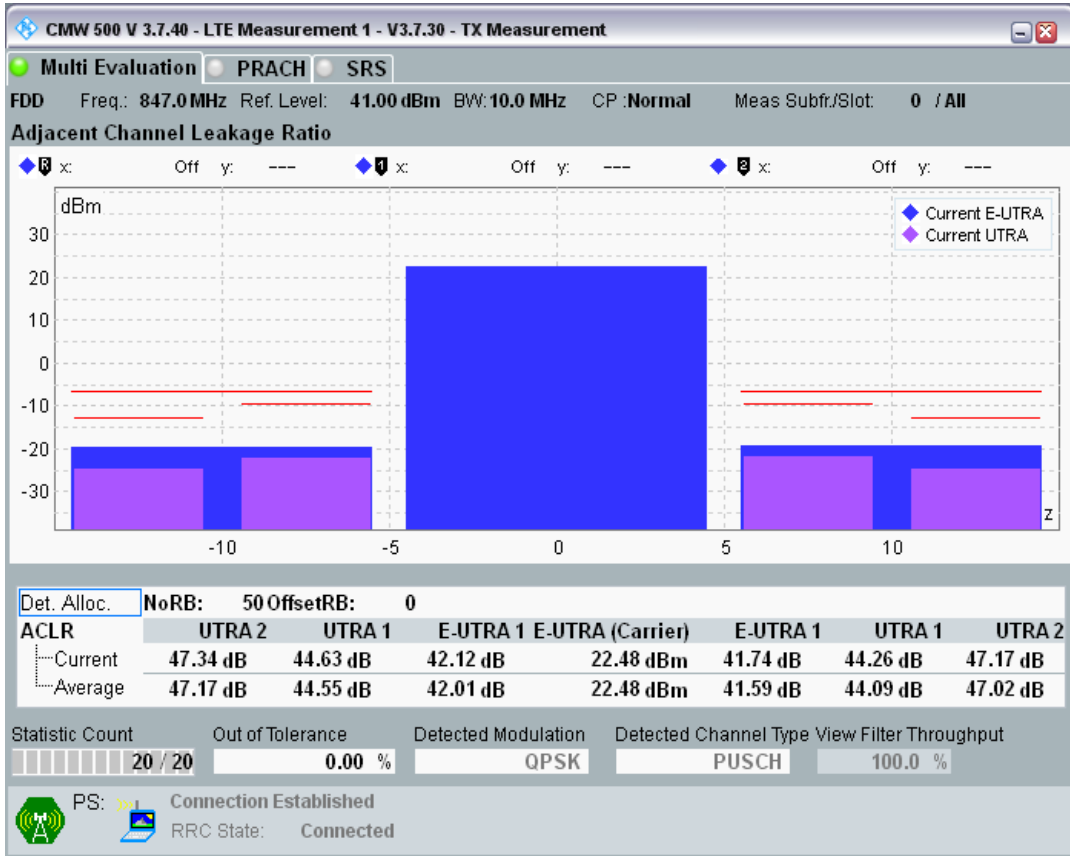 CMW 500 V 3.7.40 - LTE Measurement 1 - V3.7.30 - TX Measurement
Multi Evaluation PRACH SRS
FDD Freq.: 847.0 MHz Ref. Level: 41.00 dBm BW: 10.0 MHz CP :Normal Meas Subfr./Slot: 0 / All
Adjacent Channel Leakage Ratio
R x: Off y: --- 1 x: Off y: --- 2 x: Off y: ---
dBm
Current E-UTRA
Current UTRA
30
20
10
0
-10
-20
-30
z
-10 -5 0 5 10
Det. Alloc. NoRB: 50 OffsetRB: 0
ACLR UTRA 2 UTRA 1 E-UTRA 1 E-UTRA (Carrier) E-UTRA 1 UTRA 1 UTRA 2
Current 47.34 dB 44.63 dB 42.12 dB 22.48 dBm 41.74 dB 44.26 dB 47.17 dB
Average 47.17 dB 44.55 dB 42.01 dB 22.48 dBm 41.59 dB 44.09 dB 47.02 dB
Statistic Count Out of Tolerance Detected Modulation Detected Channel Type View Filter Throughput
20 / 20 0.00 % QPSK PUSCH 100.0 %
PS: Connection Established
RRC State: Connected